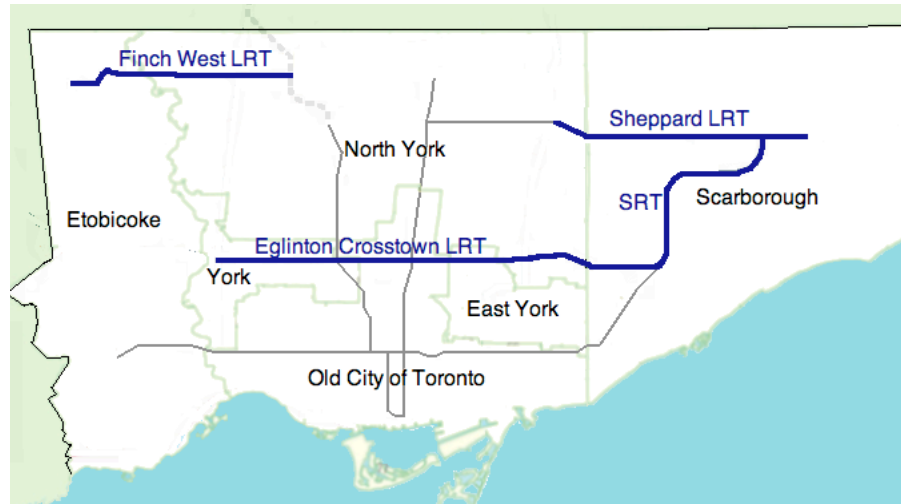 Finch West LRT
Sheppard LRT
North York
SRT
Scarborough
Etobicoke
Eglinton Crosstown LRT
York
East York
Old City of Toronto